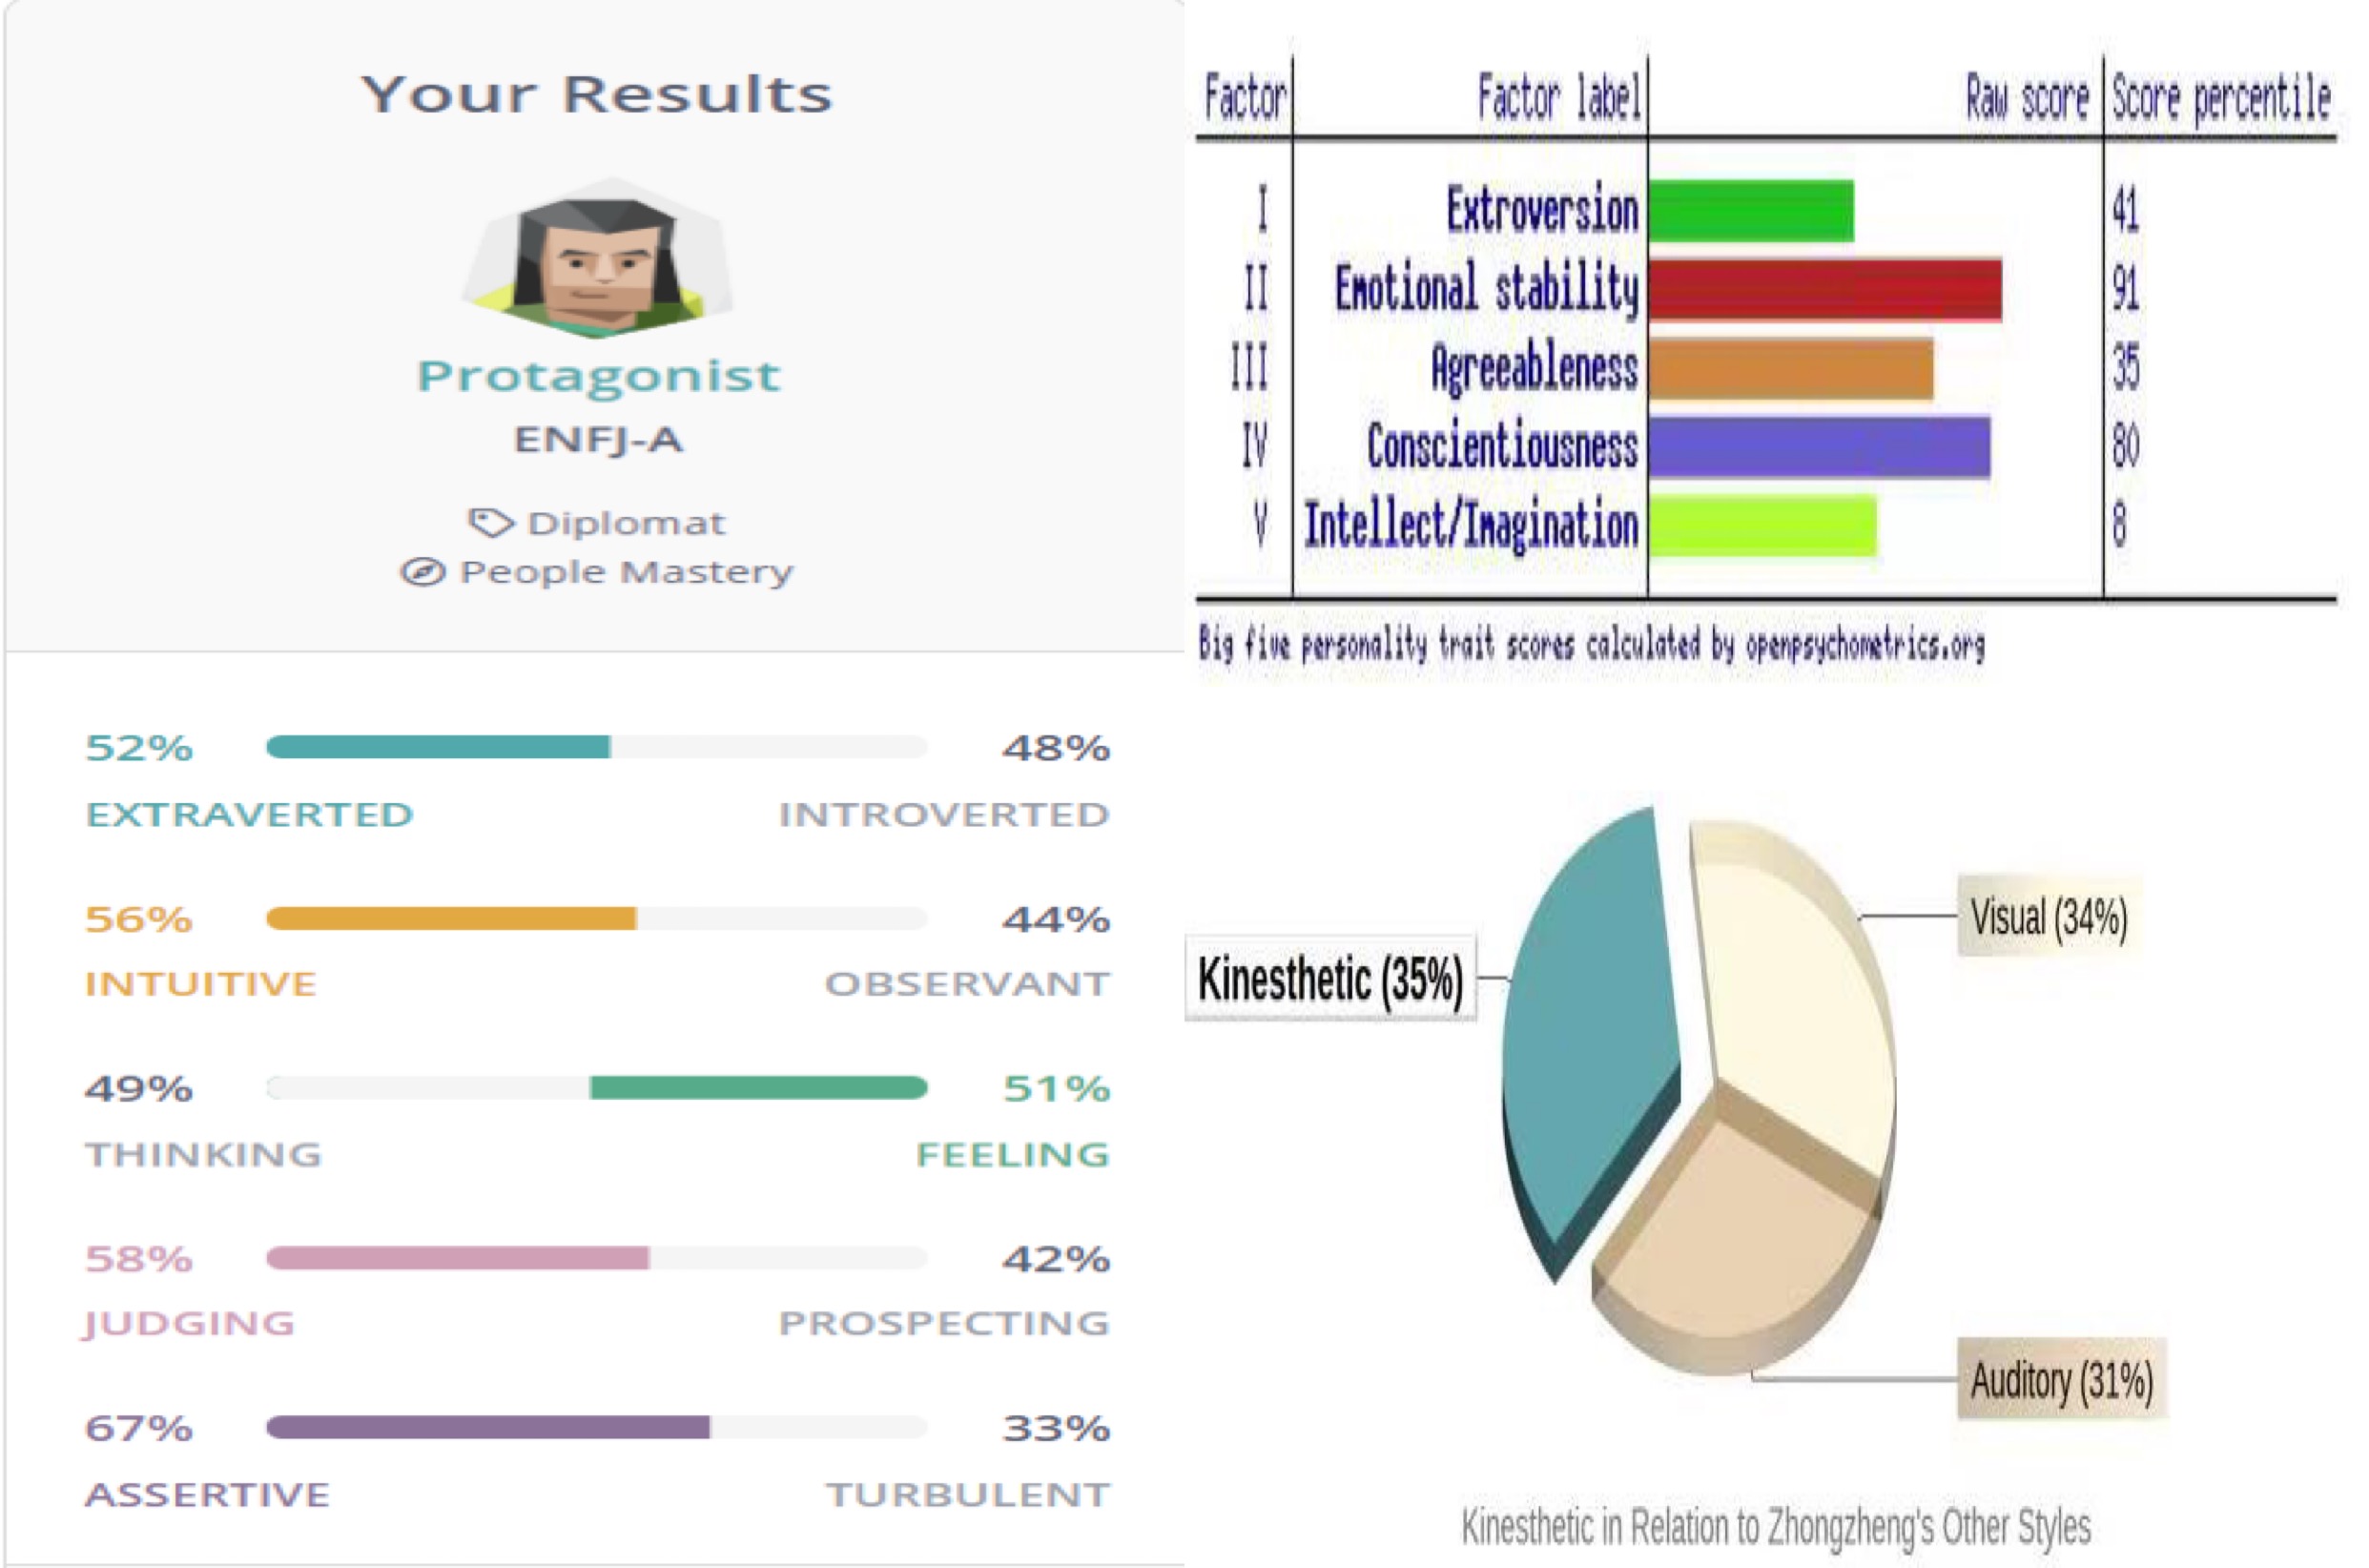 Your Results
Protagonist
ENFJ-A
Diplomat
People Mastery
52% 48%
EXTRAVERTED INTROVERTED
56% 44%
INTUITIVE OBSERVANT
49% 51%
THINKING FEELING
58% 42%
JUDGING PROSPECTING
67% 33%
ASSERTIVE TURBULENT
Factor Factor label Raw score Score percentile
I Extroversion 41
II Emotional stability 91
III Agreeableness 35
IV Conscientiousness 80
V Intellect/Imagination 8
Big five personality trait scores calculated by openpsychometrics.org
Visual (34%)
Kinesthetic (35%)
Auditory (31%)
Kinesthetic in Relation to Zhongzheng's Other Styles